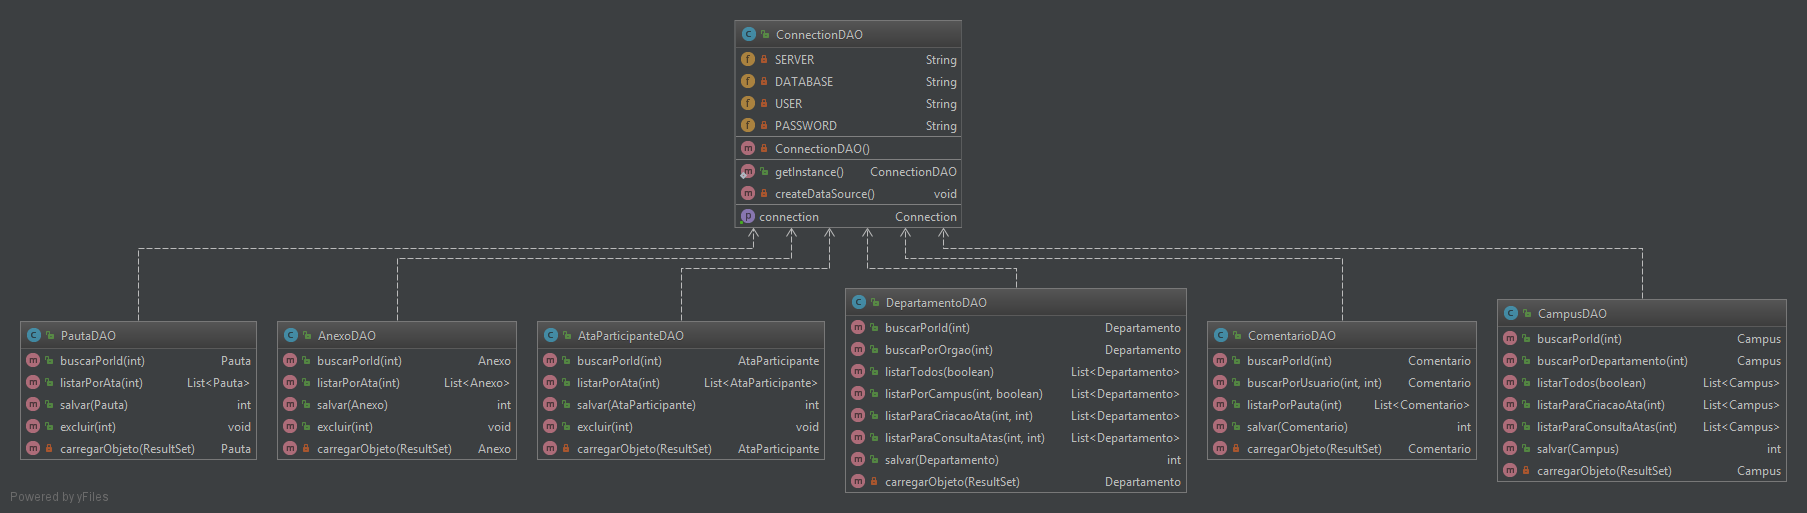 ConnectionDAO
SERVER String
DATABASE String
USER String
PASSWORD String
ConnectionDAO()
getInstance() ConnectionDAO
createDataSource() void
connection Connection
PautaDAO
buscarPorId(int) Pauta
listarPorAta(int) List<Pauta>
salvar(Pauta) int
excluir(int) void
carregarObjeto(ResultSet) Pauta
AnexoDAO
buscarPorId(int) Anexo
listarPorAta(int) List<Anexo>
salvar(Anexo) int
excluir(int) void
carregarObjeto(ResultSet) Anexo
AtaParticipanteDAO
buscarPorId(int) AtaParticipante
listarPorAta(int) List<AtaParticipante>
salvar(AtaParticipante) int
excluir(int) void
carregarObjeto(ResultSet) AtaParticipante
DepartamentoDAO
buscarPorId(int) Departamento
buscarPorOrgao(int) Departamento
listarTodos(boolean) List<Departamento>
listarPorCampus(int, boolean) List<Departamento>
listarParaCriacaoAta(int, int) List<Departamento>
listarParaConsultaAtas(int, int) List<Departamento>
salvar(Departamento) int
carregarObjeto(ResultSet) Departamento
ComentarioDAO
buscarPorId(int) Comentario
buscarPorUsuario(int, int) Comentario
listarPorPauta(int) List<Comentario>
salvar(Comentario) int
carregarObjeto(ResultSet) Comentario
CampusDAO
buscarPorId(int) Campus
buscarPorDepartamento(int) Campus
listarTodos(boolean) List<Campus>
listarParaCriacaoAta(int) List<Campus>
listarParaConsultaAtas(int) List<Campus>
salvar(Campus) int
carregarObjeto(ResultSet) Campus
Powered by yFiles